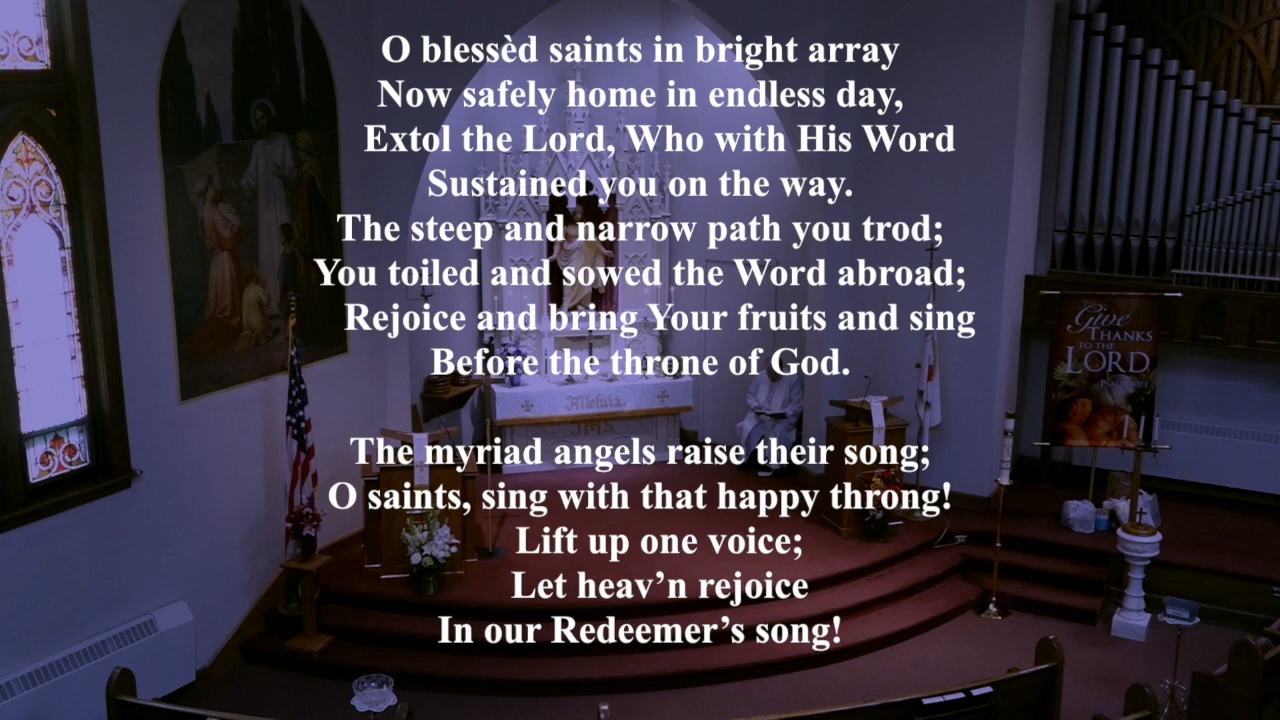 O blessèd saints in bright array
Now safely home in endless day,
Extol the Lord, Who with His Word
Sustained you on the way.
The steep and narrow path you trod;
You toiled and sowed the Word abroad;
Rejoice and bring Your fruits and sing
Before the throne of God.
The myriad angels raise their song;
O saints, sing with that happy throng!
Lift up one voice;
Let heav’n rejoice
In our Redeemer’s song!
Give
THANKS
TO THE
LORD
Alleluia